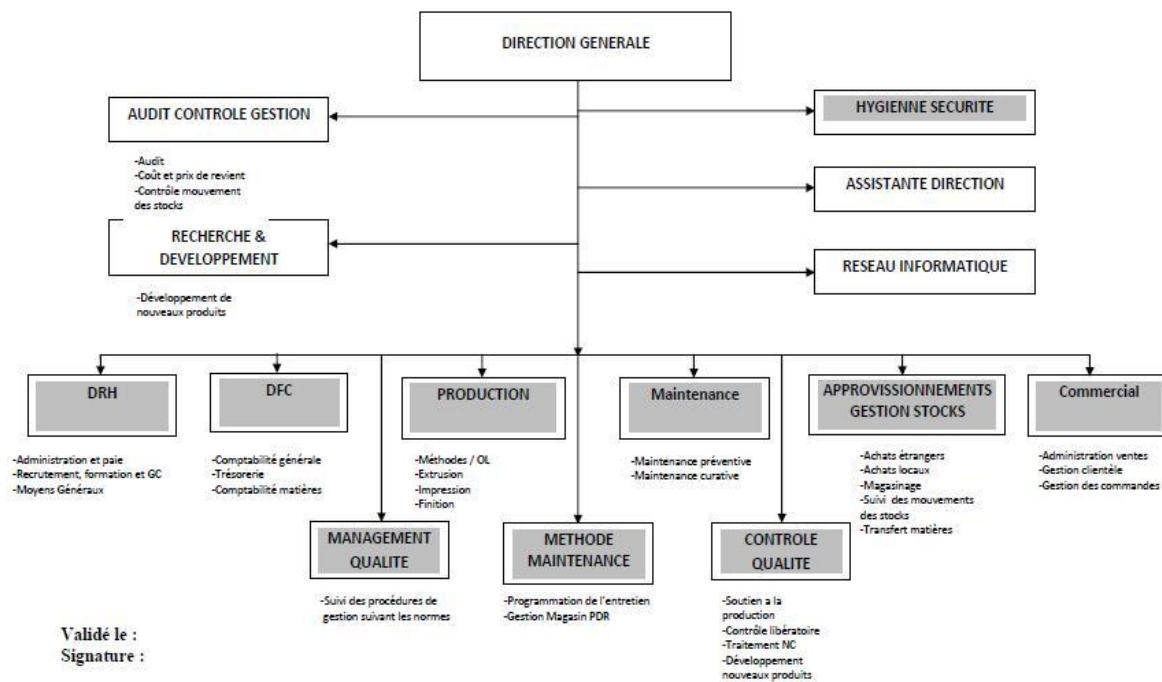 DIRECTION GENERALE
AUDIT CONTROLE GESTION
-Audit
-Coût et prix de revient
-Contrôle mouvement
des stocks
HYGIENNE SECURITE
ASSISTANTE DIRECTION
RECHERCHE &
DEVELOPPEMENT
-Développement de
nouveaux produits
RESEAU INFORMATIQUE
DRH
-Administration et paie
-Recrutement, formation et GC
-Moyens Généraux
DFC
-Comptabilité générale
-Trésorerie
-Comptabilité matières
PRODUCTION
-Méthodes / OL
-Extrusion
-Impression
-Finition
Maintenance
-Maintenance préventive
-Maintenance curative
APPROVISSIONNEMENTS
GESTION STOCKS
-Achats étrangers
-Achats locaux
-Magasinage
-Suivi des mouvements
des stocks
-Transfert matières
Commercial
-Administration ventes
-Gestion clientèle
-Gestion des commandes
MANAGEMENT
QUALITE
-Suivi des procédures de
gestion suivant les normes
METHODE
MAINTENANCE
-Programmation de l'entretien
-Gestion Magasin PDR
CONTROLE
QUALITE
-Soutien a la
production
-Contrôle libératoire
-Traitement NC
-Développement
nouveaux produits
Validé le :
Signature :